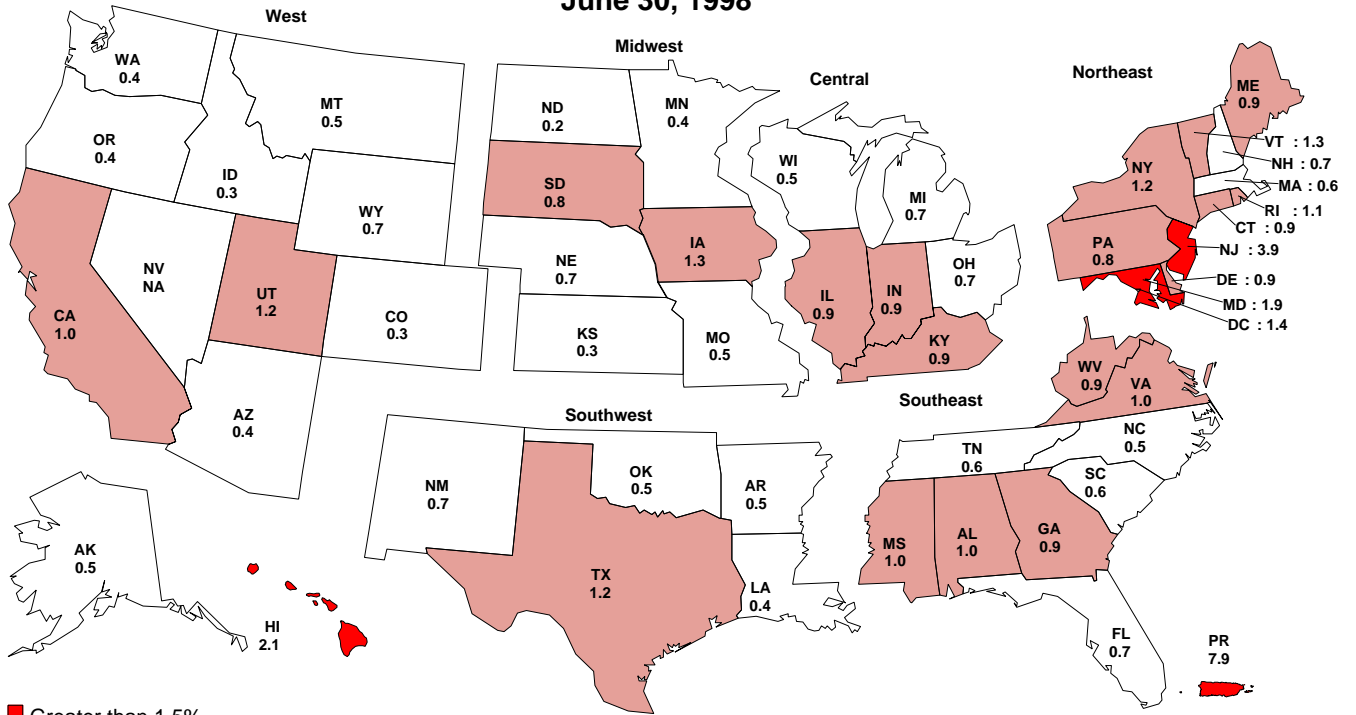 June 30, 1998
West
Midwest
Central
Northeast
Southwest
Southeast
WA
0.4
OR
0.4
CA
1.0
NV
NA
ID
0.3
MT
0.5
WY
0.7
UT
1.2
CO
0.3
AZ
0.4
AK
0.5
HI
2.1
ND
0.2
SD
0.8
NE
0.7
KS
0.3
MN
0.4
IA
1.3
MO
0.5
WI
0.5
MI
0.7
IL
0.9
IN
0.9
OH
0.7
KY
0.9
ME
0.9
VT : 1.3
NH : 0.7
MA : 0.6
RI : 1.1
CT : 0.9
NJ : 3.9
DE : 0.9
MD : 1.9
DC : 1.4
NY
1.2
PA
0.8
WV
0.9
VA
1.0
NM
0.7
OK
0.5
TX
1.2
AR
0.5
LA
0.4
TN
0.6
NC
0.5
SC
0.6
MS
1.0
AL
1.0
GA
0.9
FL
0.7
PR
7.9
Greater than 1.5%